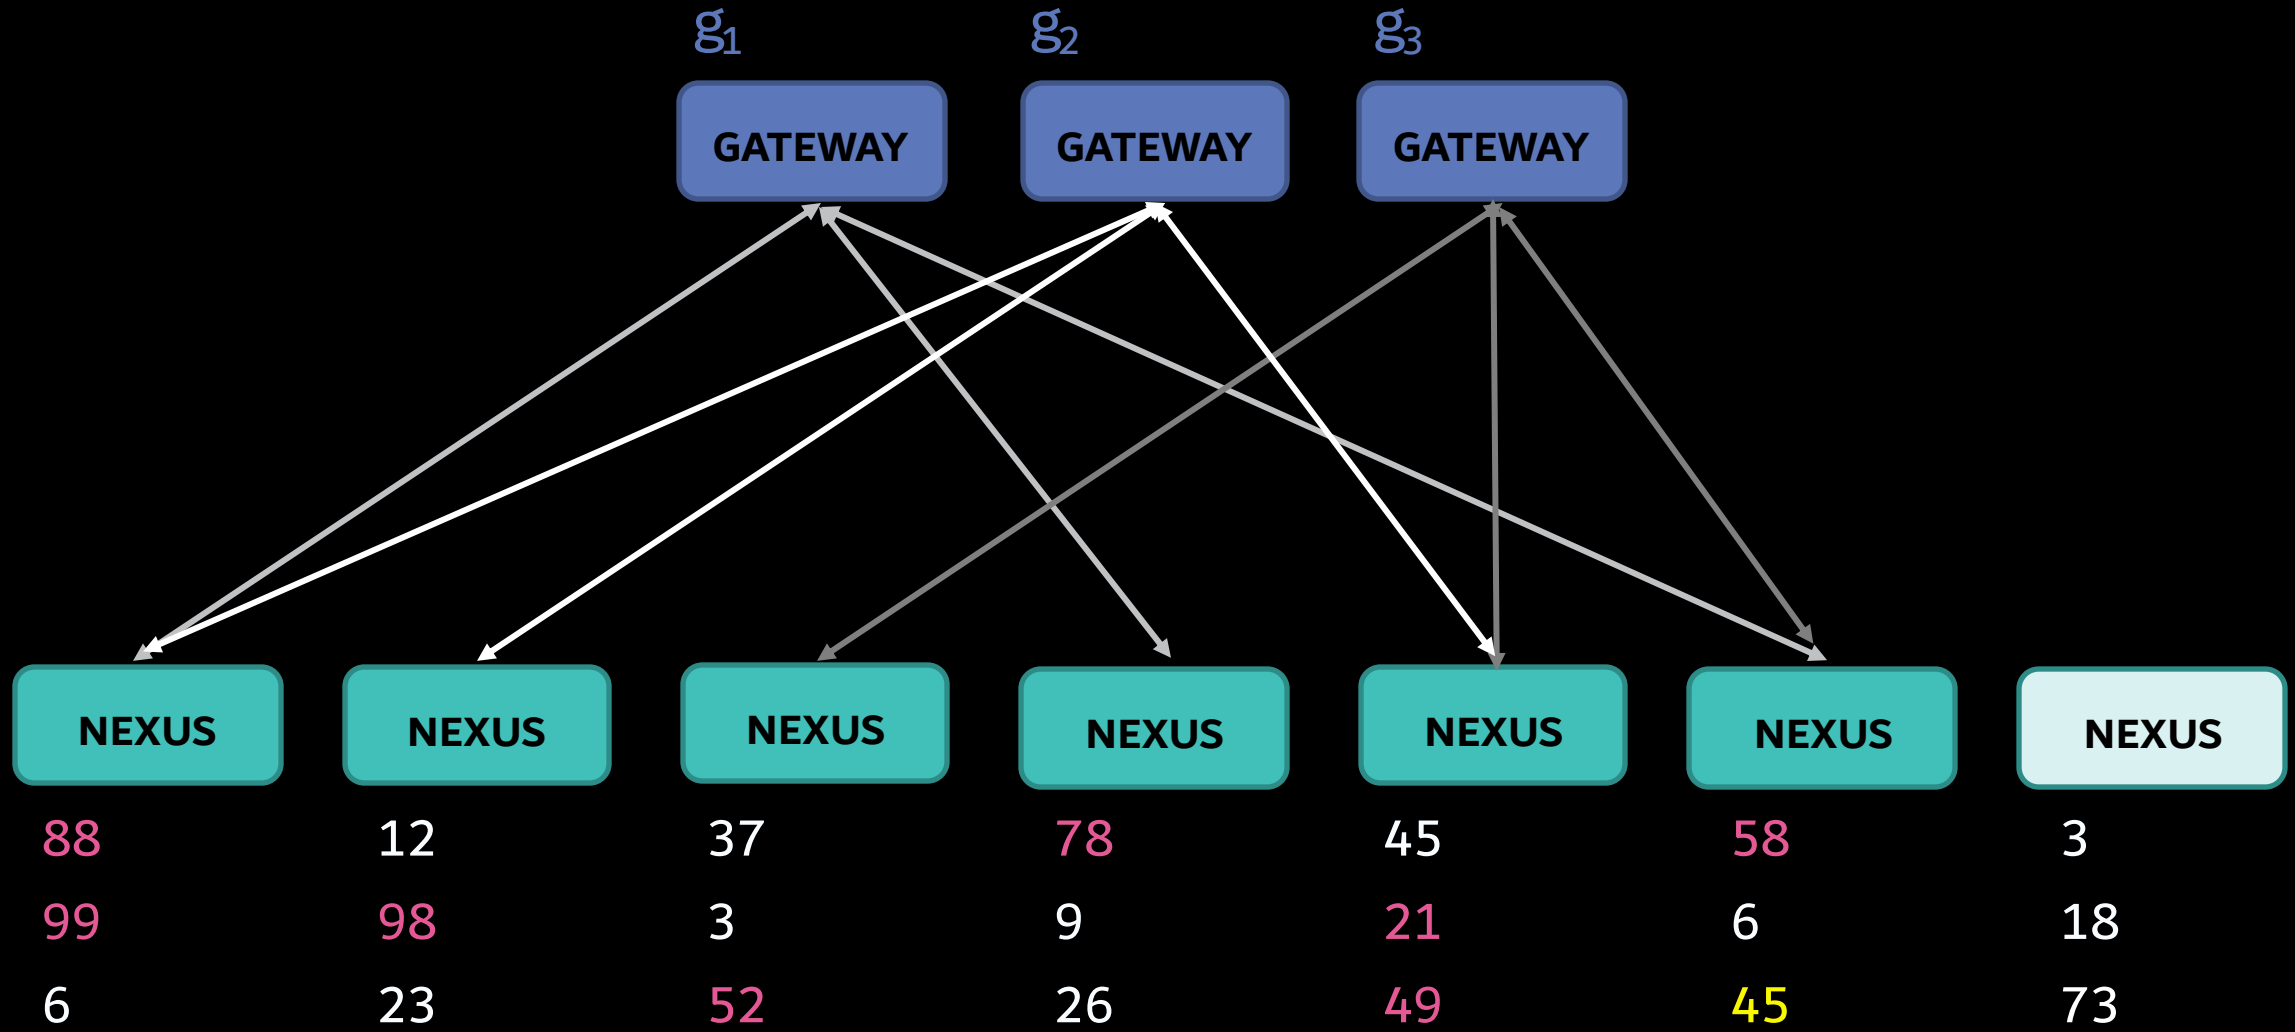 g1 g2 g3
GATEWAY GATEWAY GATEWAY
NEXUS NEXUS NEXUS NEXUS NEXUS NEXUS NEXUS
88 12 37 78 45 58 3
99 98 3 9 21 6 18
6 23 52 26 49 45 73